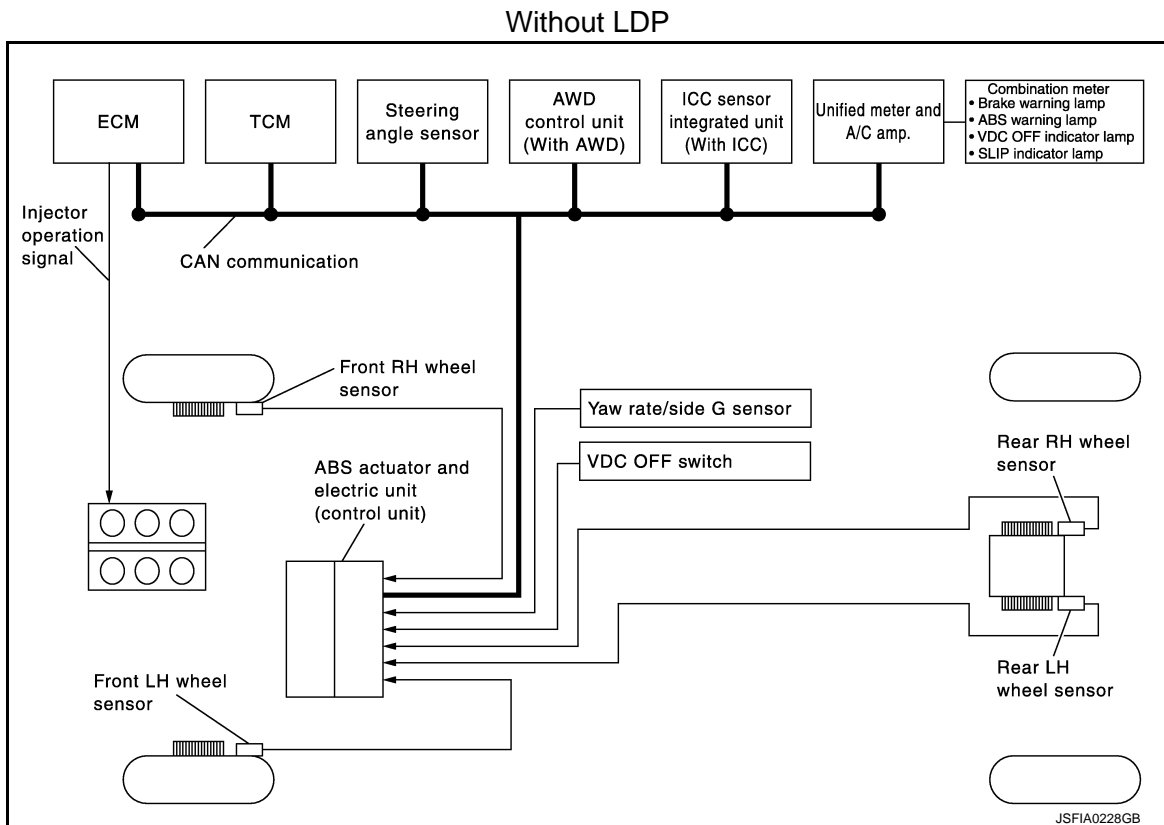 Without LDP
ECM
TCM
Steering
angle sensor
AWD
control unit
(With AWD)
ICC sensor
integrated unit
(With ICC)
Unified meter and
A/C amp.
Combination meter
• Brake warning lamp
• ABS warning lamp
• VDC OFF indicator lamp
• SLIP indicator lamp
Injector
operation
signal
CAN communication
Front RH wheel
sensor
Yaw rate/side G sensor
VDC OFF switch
Rear RH wheel
sensor
ABS actuator and
electric unit
(control unit)
Front LH wheel
sensor
Rear LH
wheel sensor
JSFIA0228GB